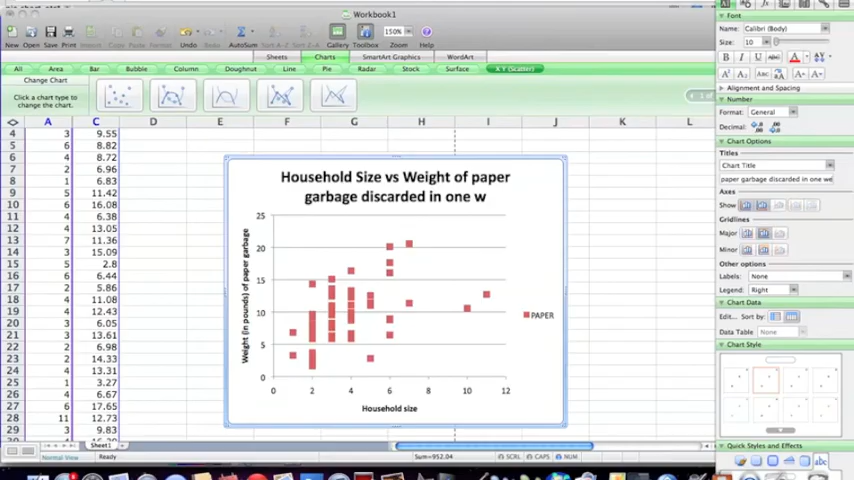 Workbook1
150%
New Open Save Print Import Copy Paste Format Undo Redo AutoSum Sort A-Z Sort Z-A Gallery Toolbox Zoom Help
Sheets Charts SmartArt Graphics WordArt
All Area Bar Bubble Column Doughnut Line Pie Radar Stock Surface X Y (Scatter)
Change Chart
Click a chart type to
change the chart.
A C D E F G H I J K L
4 3 9.55
5 6 8.82
6 4 8.72
7 2 6.96
8 1 6.83
9 5 11.42
10 6 16.08
11 4 6.38
12 4 13.05
13 7 11.36
14 3 15.09
15 5 2.8
16 6 6.44
17 2 5.86
18 4 11.08
19 4 12.43
20 3 6.05
21 3 13.61
22 2 6.98
23 2 14.33
24 4 13.31
25 1 3.27
26 4 6.67
27 6 17.65
28 11 12.73
29 3 9.83
Household Size vs Weight of paper
garbage discarded in one w
Weight (in pounds) of paper garbage
25
20
15
10
5
0
0 2 4 6 8 10 12
Household size
PAPER
Sheet1
Normal View Ready Sum=952.04 SCRL CAPS NUM
Font
Name: Calibri (Body)
Size: 10
B I U ABC A
Alignment and Spacing
Number
Format: General
Decimal:
Chart Options
Titles
Chart Title
paper garbage discarded in one we
Axes
Show
Gridlines
Major
Minor
Other options
Labels: None
Legend: Right
Chart Data
Edit... Sort by:
Data Table None
Chart Style
Quick Styles and Effects
abc